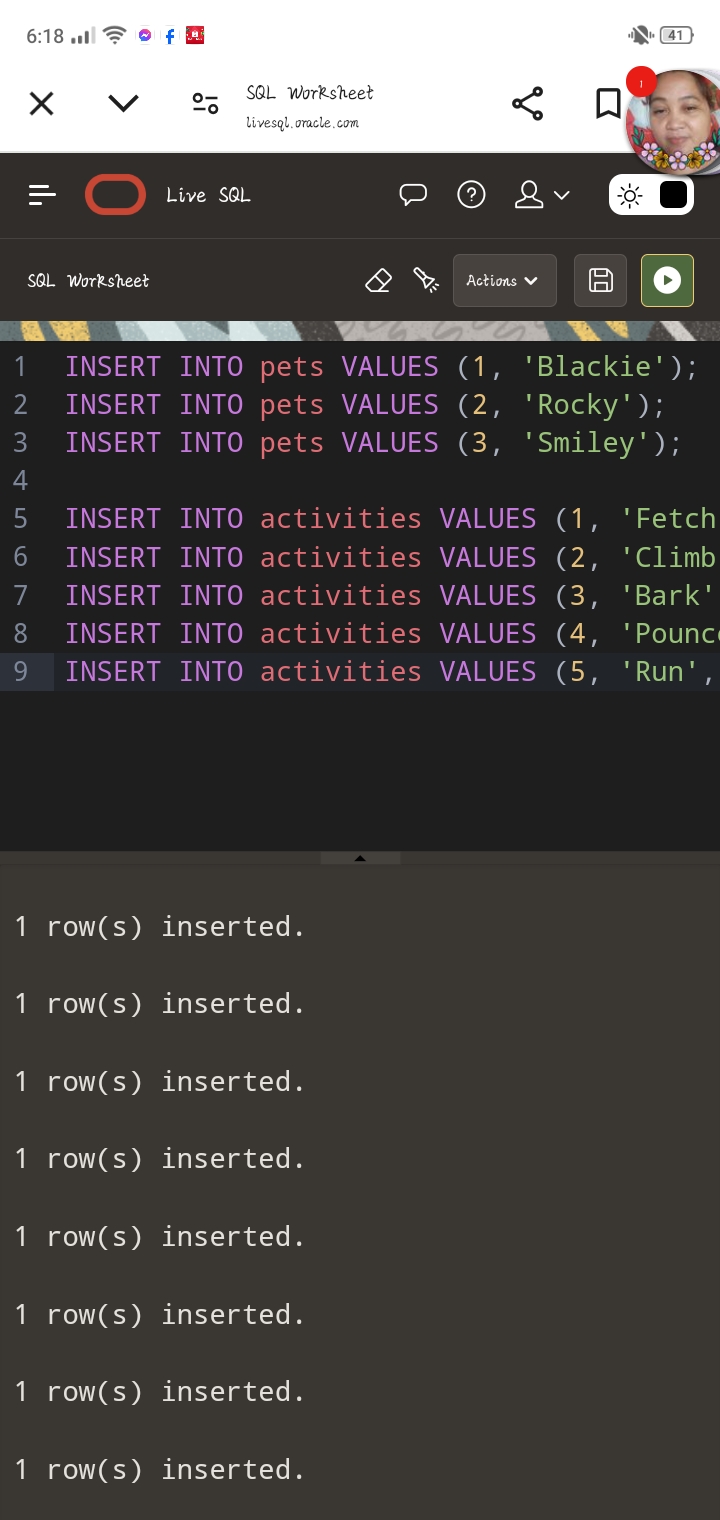 6:18
41
SQL Worksheet
livesql.oracle.com
1
Live SQL
SQL Worksheet
Actions
1 INSERT INTO pets VALUES (1, 'Blackie');
2 INSERT INTO pets VALUES (2, 'Rocky');
3 INSERT INTO pets VALUES (3, 'Smiley');
4
5 INSERT INTO activities VALUES (1, 'Fetch
6 INSERT INTO activities VALUES (2, 'Climb
7 INSERT INTO activities VALUES (3, 'Bark'
8 INSERT INTO activities VALUES (4, 'Pounc
9 INSERT INTO activities VALUES (5, 'Run',
1 row(s) inserted.
1 row(s) inserted.
1 row(s) inserted.
1 row(s) inserted.
1 row(s) inserted.
1 row(s) inserted.
1 row(s) inserted.
1 row(s) inserted.